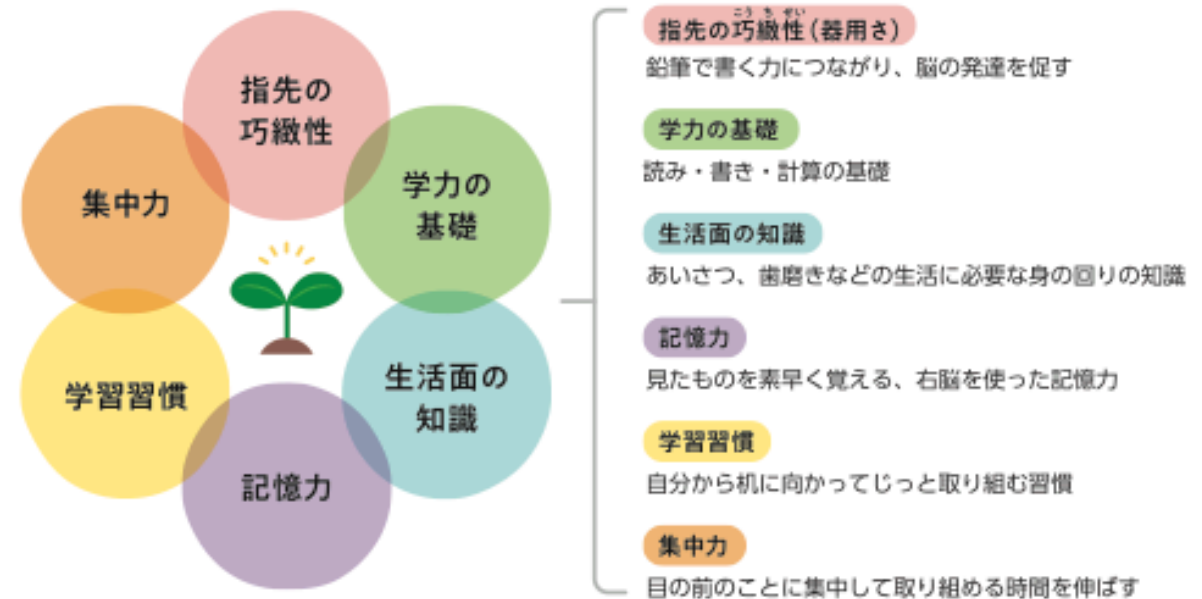 指先の
巧緻性
学力の
基礎
生活面の
知識
記憶力
学習習慣
集中力
こうちせい
指先の巧緻性(器用さ)
鉛筆で書く力につながり、脳の発達を促す
学力の基礎
読み・書き・計算の基礎
生活面の知識
あいさつ、歯磨きなどの生活に必要な身の回りの知識
記憶力
見たものを素早く覚える、右脳を使った記憶力
学習習慣
自分から机に向かってじっと取り組む習慣
集中力
目の前のことに集中して取り組める時間を伸ばす